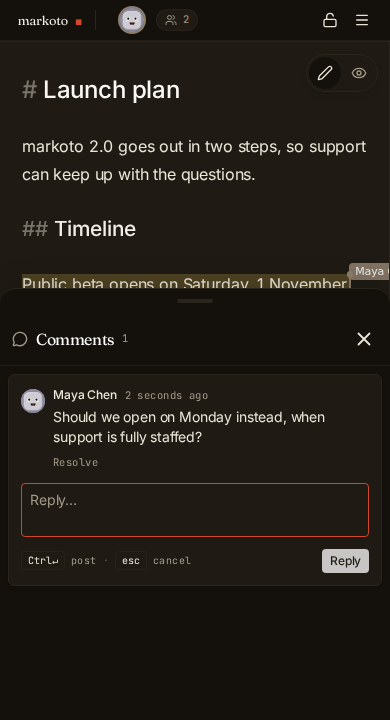 markoto
2
# Launch plan
markoto 2.0 goes out in two steps, so support
can keep up with the questions.
## Timeline
Maya
Public beta opens on Saturday, 1 November
Comments 1
Maya Chen 2 seconds ago
Should we open on Monday instead, when
support is fully staffed?
Resolve
Reply...
Ctrl↵ post · esc cancel
Reply